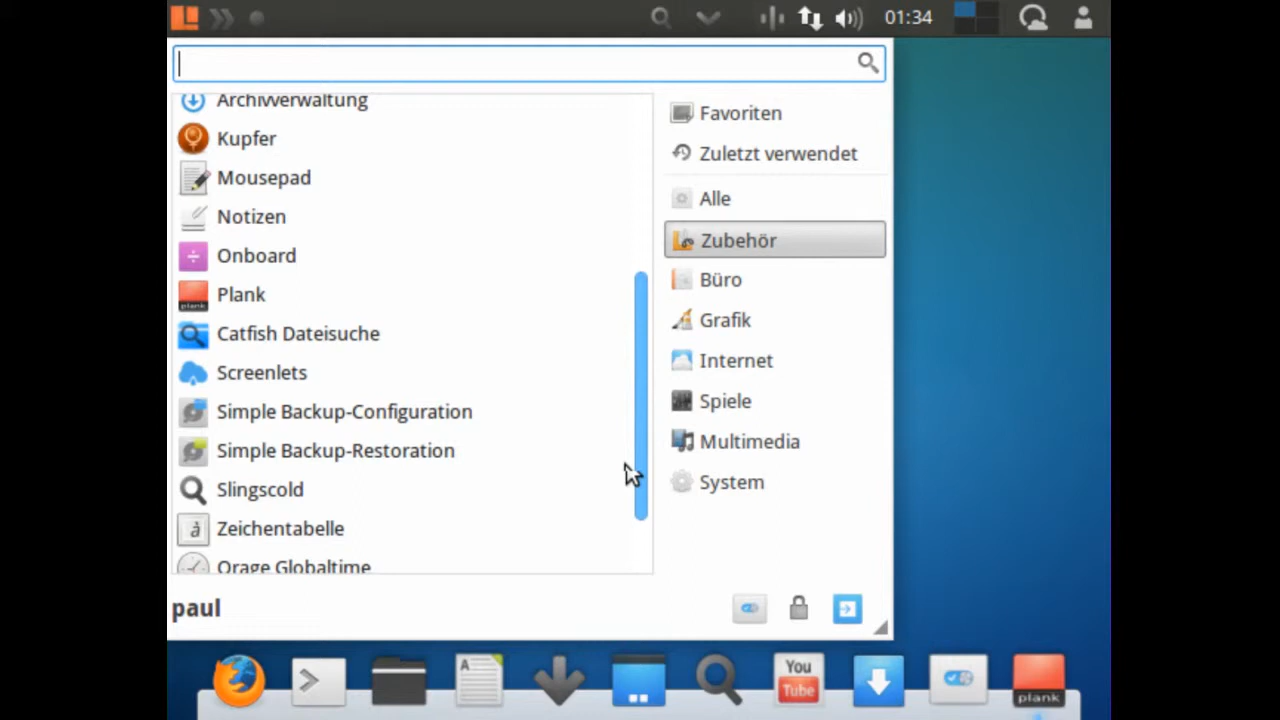 01:34
Archivverwaltung
Kupfer
Mousepad
Notizen
Onboard
Plank
Catfish Dateisuche
Screenlets
Simple Backup-Configuration
Simple Backup-Restoration
Slingscold
Zeichentabelle
Orage Globaltime
Favoriten
Zuletzt verwendet
Alle
Zubehör
Büro
Grafik
Internet
Spiele
Multimedia
System
paul
You
Tube
plank